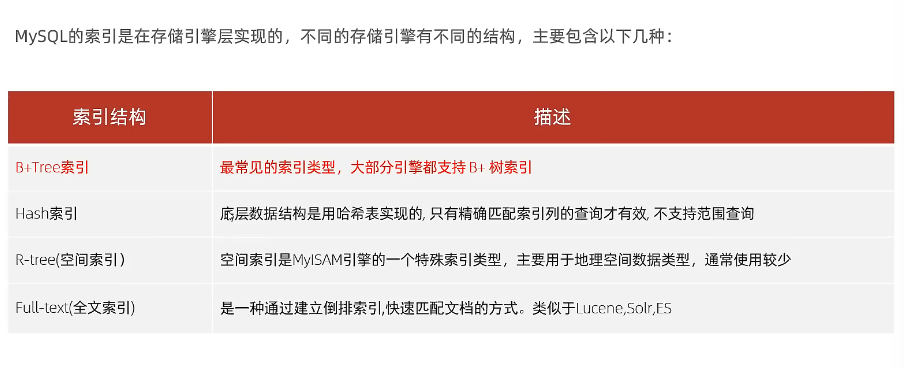 MySQL的索引是在存储引擎层实现的，不同的存储引擎有不同的结构，主要包含以下几种：
索引结构 描述
B+Tree索引 最常见的索引类型，大部分引擎都支持 B+ 树索引
Hash索引 底层数据结构是用哈希表实现的, 只有精确匹配索引列的查询才有效, 不支持范围查询
R-tree(空间索引） 空间索引是MyISAM引擎的一个特殊索引类型，主要用于地理空间数据类型，通常使用较少
Full-text(全文索引) 是一种通过建立倒排索引,快速匹配文档的方式。类似于Lucene,Solr,ES